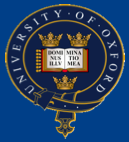 UNIVERSITY · OF · OXFORD
DOMI MINA
NUS TIO
ILLV MEA